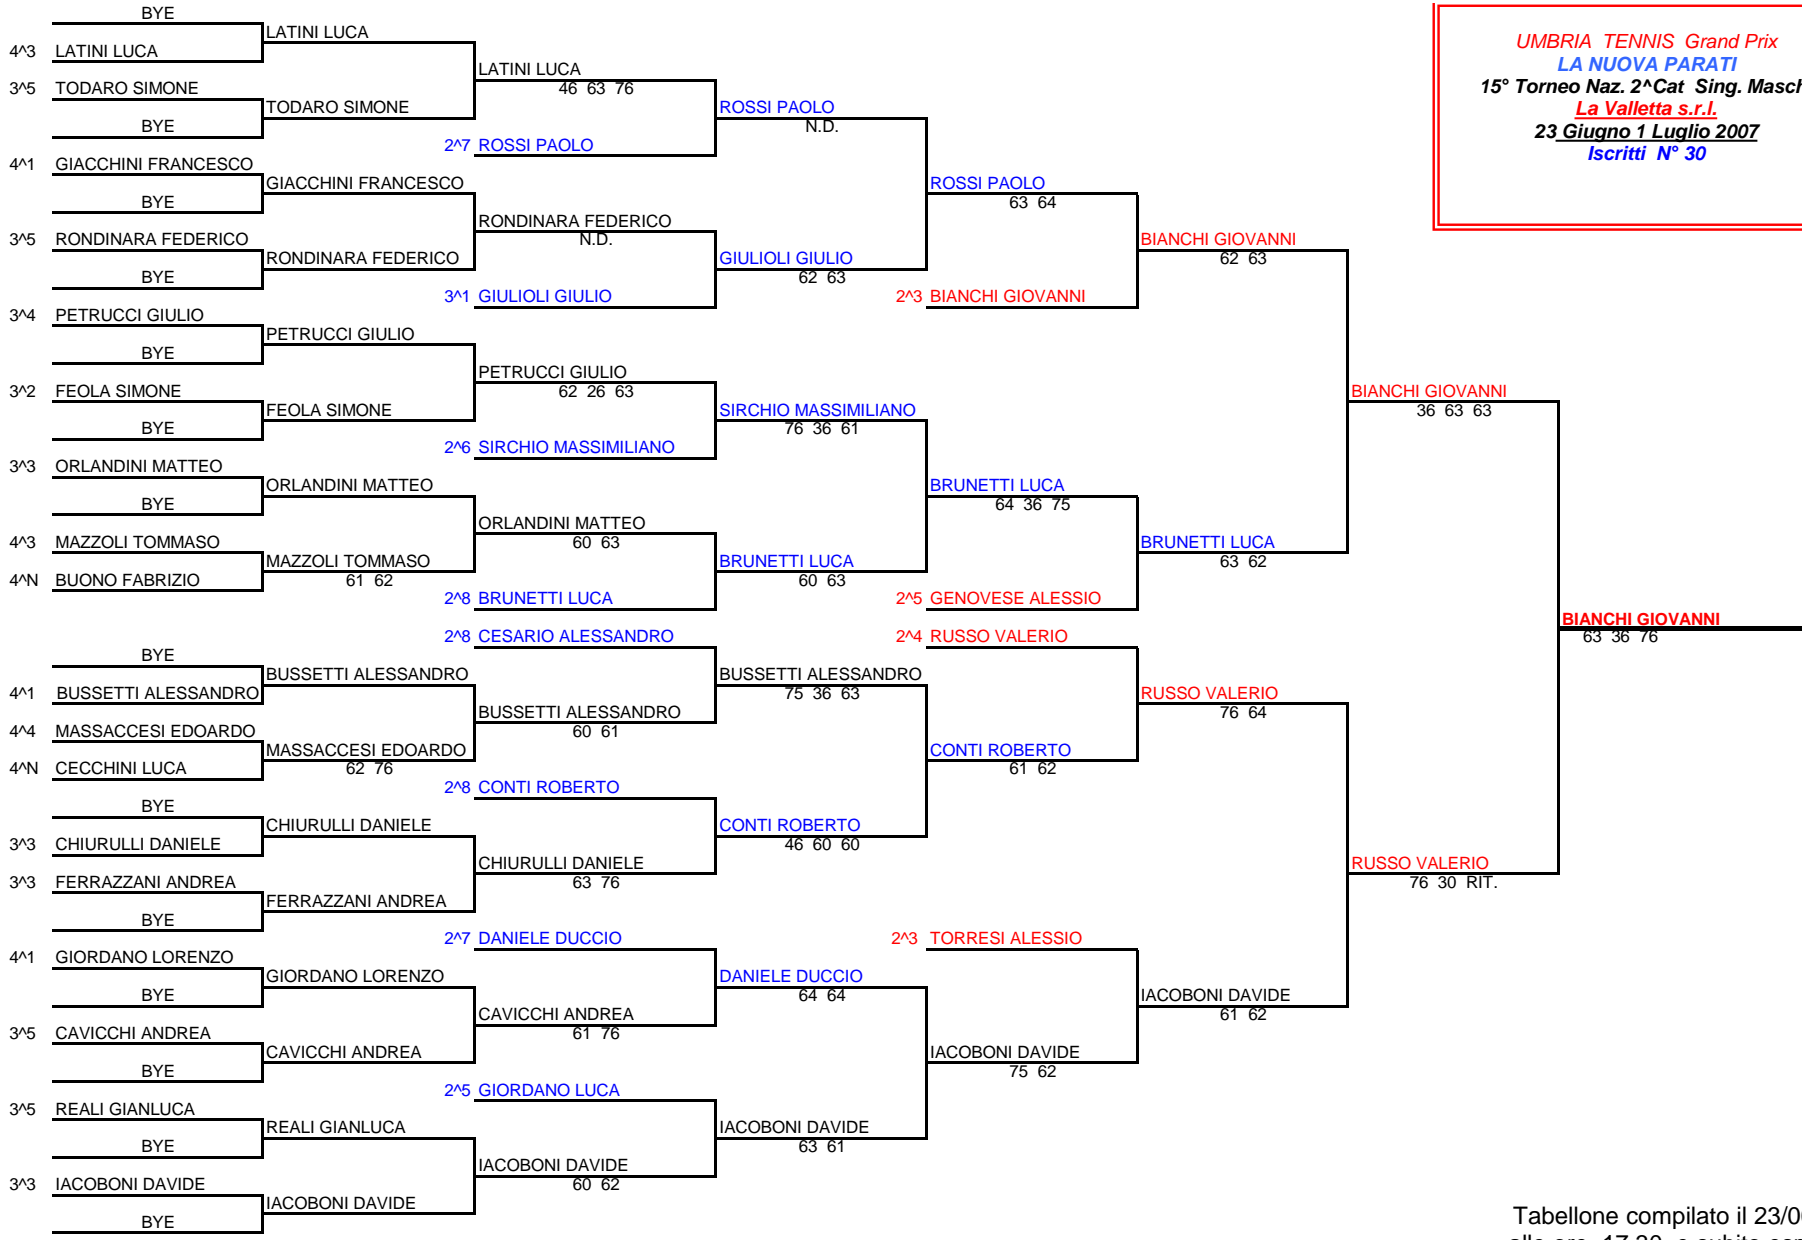 UMBRIA TENNIS Grand Prix
LA NUOVA PARATI
15° Torneo Naz. 2^Cat Sing. Masch
La Valletta s.r.l.
23 Giugno 1 Luglio 2007
Iscritti N° 30
BYE
4^3 LATINI LUCA
3^5 TODARO SIMONE
BYE
4^1 GIACCHINI FRANCESCO
BYE
3^5 RONDINARA FEDERICO
BYE
3^4 PETRUCCI GIULIO
BYE
3^2 FEOLA SIMONE
BYE
3^3 ORLANDINI MATTEO
BYE
4^3 MAZZOLI TOMMASO
4^N BUONO FABRIZIO
BYE
4^1 BUSSETTI ALESSANDRO
4^4 MASSACCESI EDOARDO
4^N CECCHINI LUCA
BYE
3^3 CHIURULLI DANIELE
3^3 FERRAZZANI ANDREA
BYE
4^1 GIORDANO LORENZO
BYE
3^5 CAVICCHI ANDREA
BYE
3^5 REALI GIANLUCA
BYE
3^3 IACOBONI DAVIDE
BYE
LATINI LUCA
TODARO SIMONE
GIACCHINI FRANCESCO
RONDINARA FEDERICO
PETRUCCI GIULIO
FEOLA SIMONE
ORLANDINI MATTEO
MAZZOLI TOMMASO
61 62
BUSSETTI ALESSANDRO
MASSACCESI EDOARDO
62 76
CHIURULLI DANIELE
FERRAZZANI ANDREA
GIORDANO LORENZO
CAVICCHI ANDREA
REALI GIANLUCA
IACOBONI DAVIDE
LATINI LUCA
46 63 76
2^7 ROSSI PAOLO
RONDINARA FEDERICO
N.D.
3^1 GIULIOLI GIULIO
PETRUCCI GIULIO
62 26 63
2^6 SIRCHIO MASSIMILIANO
ORLANDINI MATTEO
60 63
2^8 BRUNETTI LUCA
2^8 CESARIO ALESSANDRO
BUSSETTI ALESSANDRO
60 61
2^8 CONTI ROBERTO
CHIURULLI DANIELE
63 76
2^7 DANIELE DUCCIO
CAVICCHI ANDREA
61 76
2^5 GIORDANO LUCA
IACOBONI DAVIDE
60 62
ROSSI PAOLO
N.D.
GIULIOLI GIULIO
62 63
SIRCHIO MASSIMILIANO
76 36 61
BRUNETTI LUCA
60 63
BUSSETTI ALESSANDRO
75 36 63
CONTI ROBERTO
46 60 60
DANIELE DUCCIO
64 64
IACOBONI DAVIDE
63 61
ROSSI PAOLO
63 64
2^3 BIANCHI GIOVANNI
BRUNETTI LUCA
64 36 75
2^5 GENOVESE ALESSIO
2^4 RUSSO VALERIO
CONTI ROBERTO
61 62
2^3 TORRESI ALESSIO
IACOBONI DAVIDE
75 62
BIANCHI GIOVANNI
62 63
BRUNETTI LUCA
63 62
RUSSO VALERIO
76 64
IACOBONI DAVIDE
61 62
BIANCHI GIOVANNI
36 63 63
RUSSO VALERIO
76 30 RIT.
BIANCHI GIOVANNI
63 36 76
Tabellone compilato il 23/0